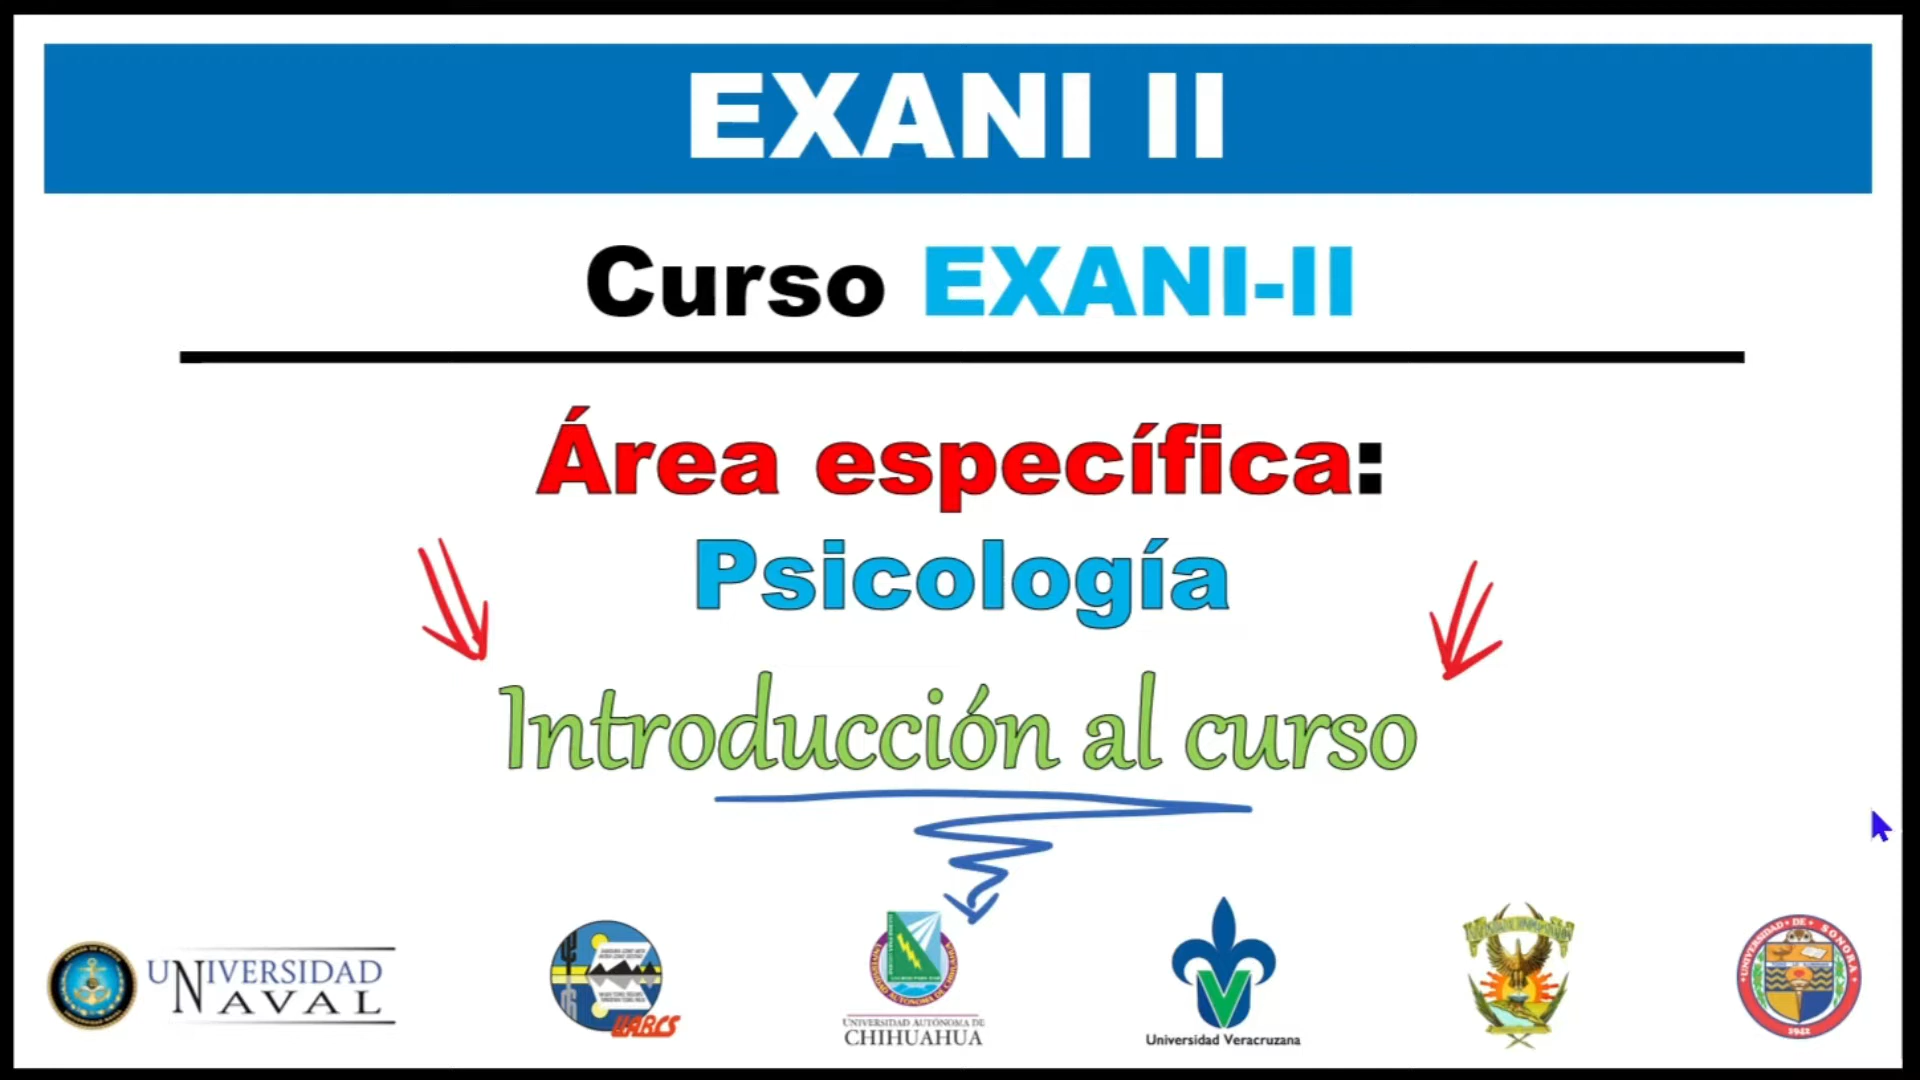 EXANI II
Curso EXANI-II
Área específica:
Psicología
Introducción al curso
UNIVERSIDAD
NAVAL
UABCS
UNIVERSIDAD AUTÓNOMA DE
CHIHUAHUA
Universidad Veracruzana
UNIVERSIDAD DE SONORA
1942